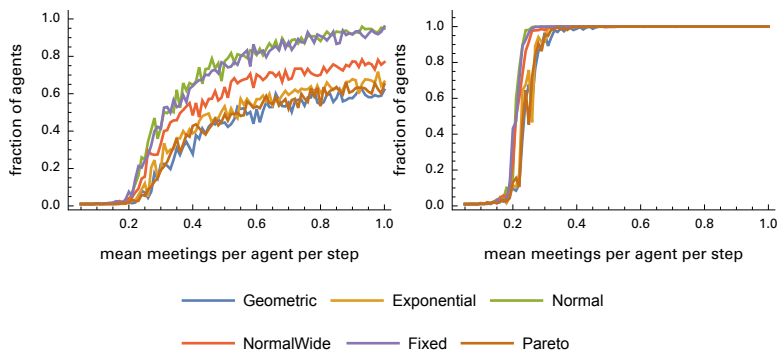 fraction of agents
1.0
0.8
0.6
0.4
0.2
0.0
0.2 0.4 0.6 0.8 1.0
mean meetings per agent per step
fraction of agents
1.0
0.8
0.6
0.4
0.2
0.0
0.2 0.4 0.6 0.8 1.0
mean meetings per agent per step
Geometric Exponential Normal
NormalWide Fixed Pareto